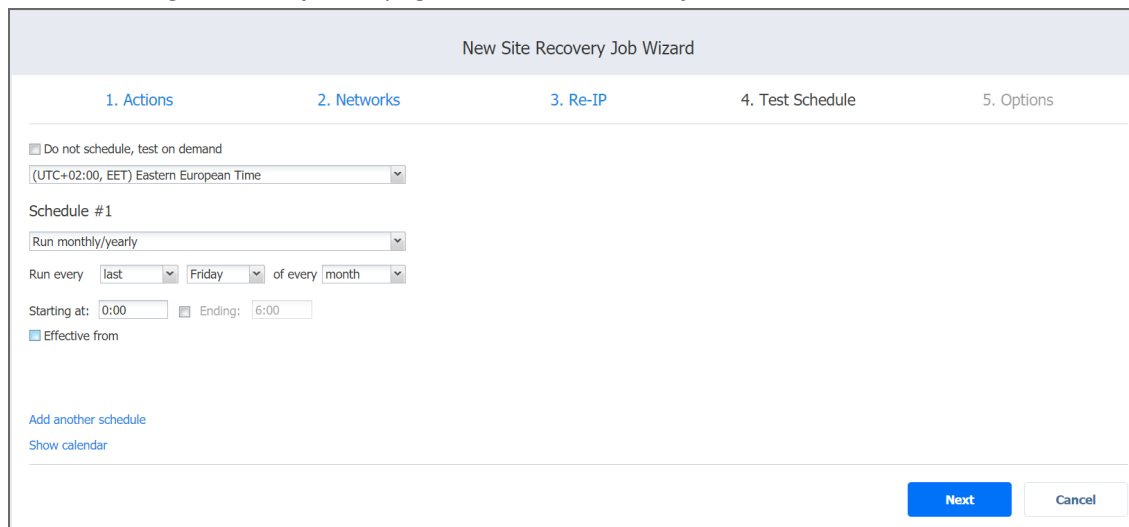 New Site Recovery Job Wizard
1. Actions 2. Networks 3. Re-IP 4. Test Schedule 5. Options
Do not schedule, test on demand
(UTC+02:00, EET) Eastern European Time
Schedule #1
Run monthly/yearly
Run every last Friday of every month
Starting at: 0:00 Ending: 6:00
Effective from
Add another schedule
Show calendar
Next Cancel